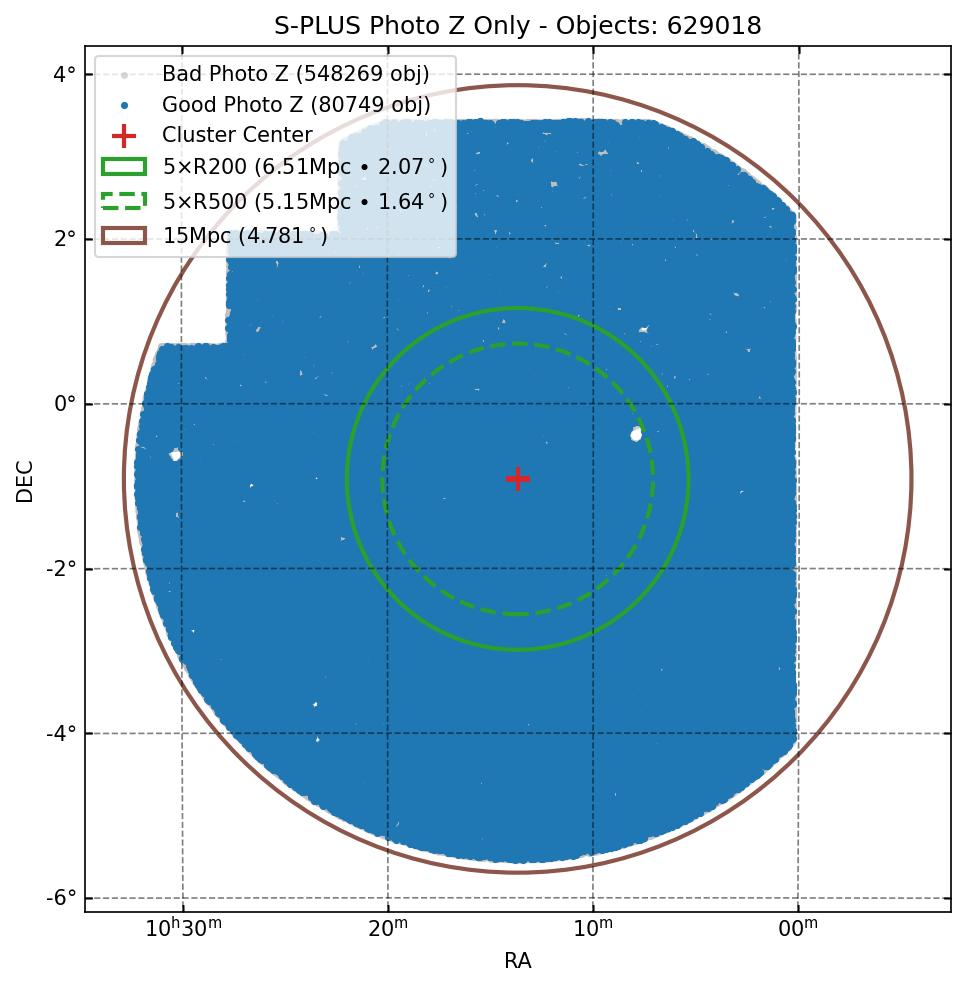 S-PLUS Photo Z Only - Objects: 629018
Bad Photo Z (548269 obj)
Good Photo Z (80749 obj)
Cluster Center
5×R200 (6.51Mpc • 2.07°)
5×R500 (5.15Mpc • 1.64°)
15Mpc (4.781°)
4°
2°
0°
-2°
-4°
-6°
DEC
10h30m 20m 10m 00m
RA